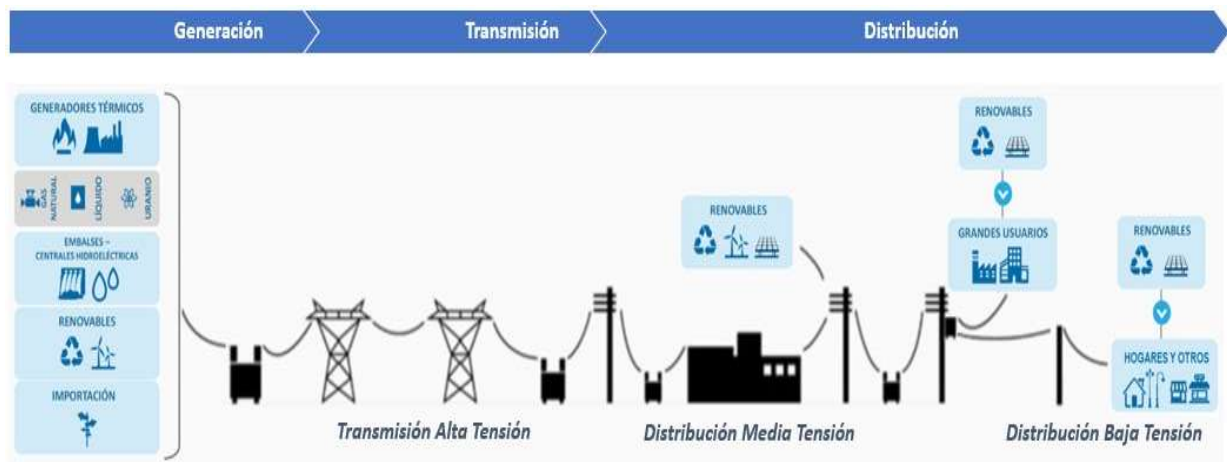 Generación
Transmisión
Distribución
GENERADORES TÉRMICOS
GAS
NATURAL
LÍQUIDO
URANIO
EMBALSES –
CENTRALES HIDROELÉCTRICAS
RENOVABLES
IMPORTACIÓN
RENOVABLES
RENOVABLES
GRANDES USUARIOS
RENOVABLES
HOGARES Y OTROS
Transmisión Alta Tensión
Distribución Media Tensión
Distribución Baja Tensión